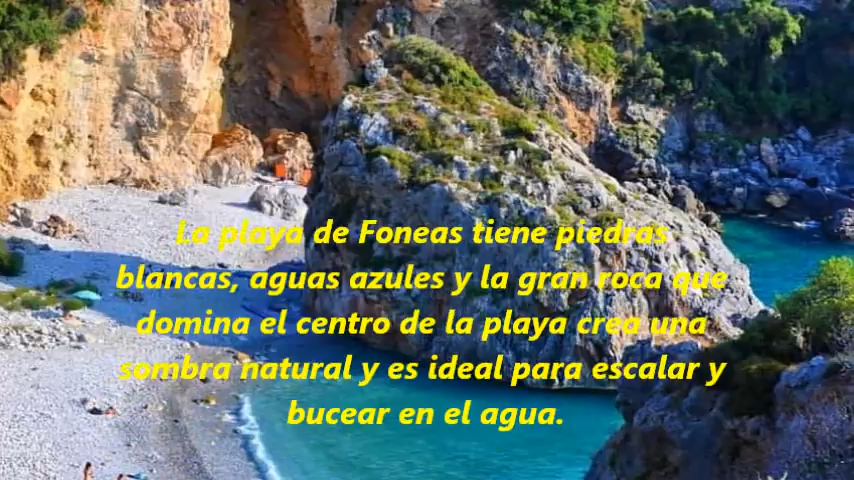 La playa de Foneas tiene piedras
blancas, aguas azules y la gran roca que
domina el centro de la playa crea una
sombra natural y es ideal para escalar y
bucear en el agua.